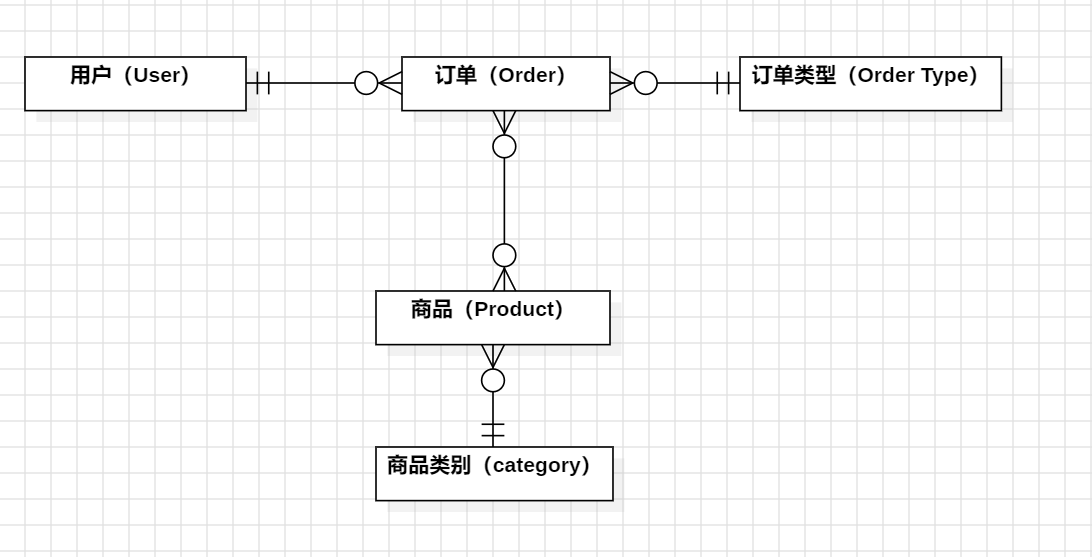 用户（User）
订单（Order）
订单类型（Order Type）
商品（Product）
商品类别（category）